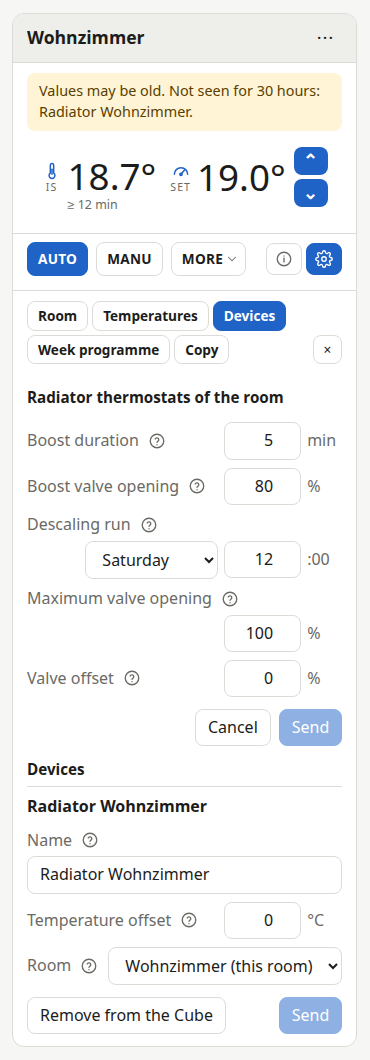 Wohnzimmer ...
Values may be old. Not seen for 30 hours:
Radiator Wohnzimmer.
IS 18.7° SET 19.0°
≥ 12 min
AUTO MANU MORE
Room Temperatures Devices
Week programme Copy ×
Radiator thermostats of the room
Boost duration ? 5 min
Boost valve opening ? 80 %
Descaling run ?
Saturday 12 :00
Maximum valve opening ?
100 %
Valve offset ? 0 %
Cancel Send
Devices
Radiator Wohnzimmer
Name ?
Radiator Wohnzimmer
Temperature offset ? 0 °C
Room ? Wohnzimmer (this room)
Remove from the Cube Send